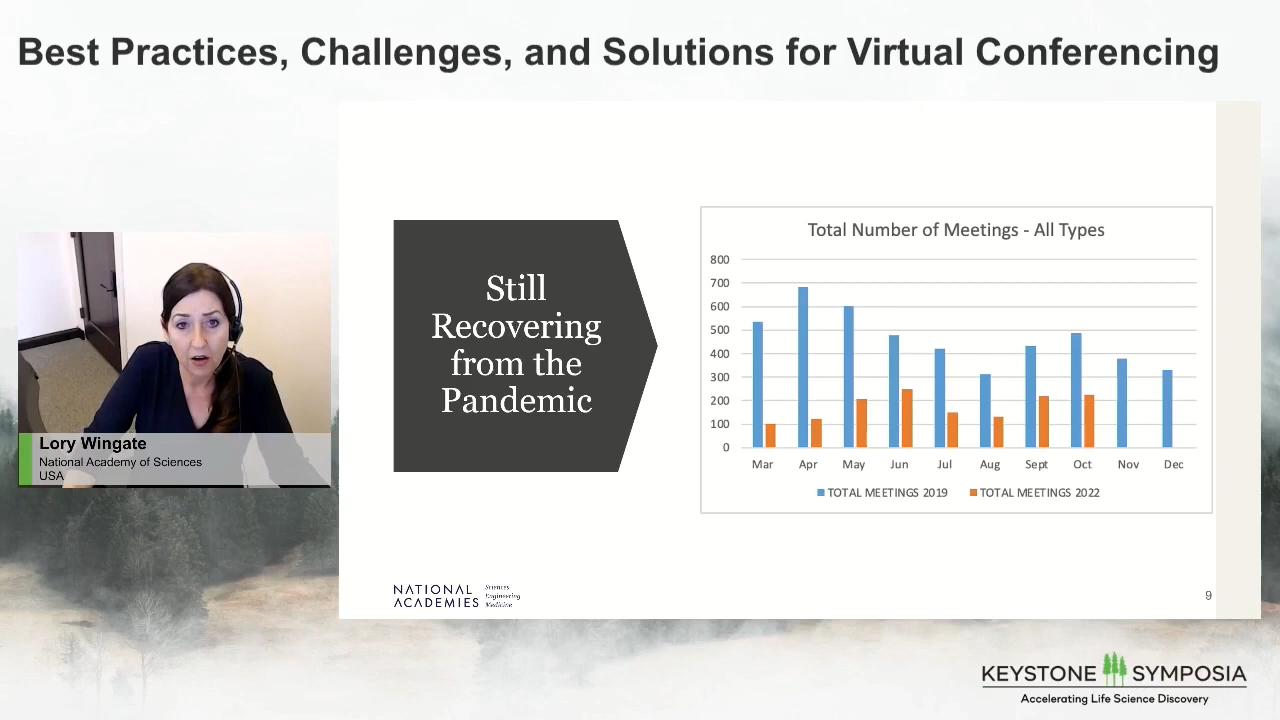 Best Practices, Challenges, and Solutions for Virtual Conferencing
Lory Wingate
National Academy of Sciences
USA
Still
Recovering
from the
Pandemic
Total Number of Meetings - All Types
800
700
600
500
400
300
200
100
0
Mar Apr May Jun Jul Aug Sept Oct Nov Dec
TOTAL MEETINGS 2019 TOTAL MEETINGS 2022
NATIONAL
ACADEMIES
Sciences
Engineering
Medicine
9
KEYSTONE SYMPOSIA
Accelerating Life Science Discovery